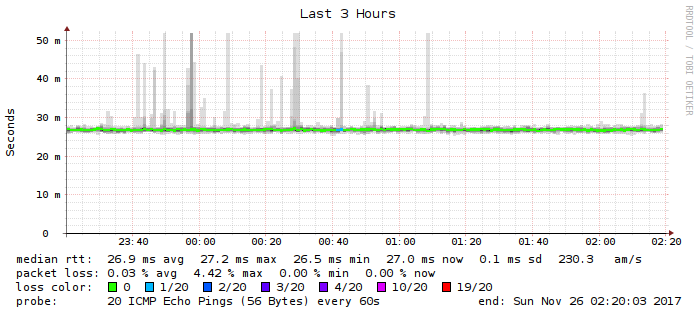 Last 3 Hours
RRDTOOL / TOBI OETIKER
Seconds
50 m
40 m
30 m
20 m
10 m
0
23:40 00:00 00:20 00:40 01:00 01:20 01:40 02:00 02:20
median rtt: 26.9 ms avg 27.2 ms max 26.5 ms min 27.0 ms now 0.1 ms sd 230.3 am/s
packet loss: 0.03 % avg 4.42 % max 0.00 % min 0.00 % now
loss color: 0 1/20 2/20 3/20 4/20 10/20 19/20
probe: 20 ICMP Echo Pings (56 Bytes) every 60s end: Sun Nov 26 02:20:03 2017